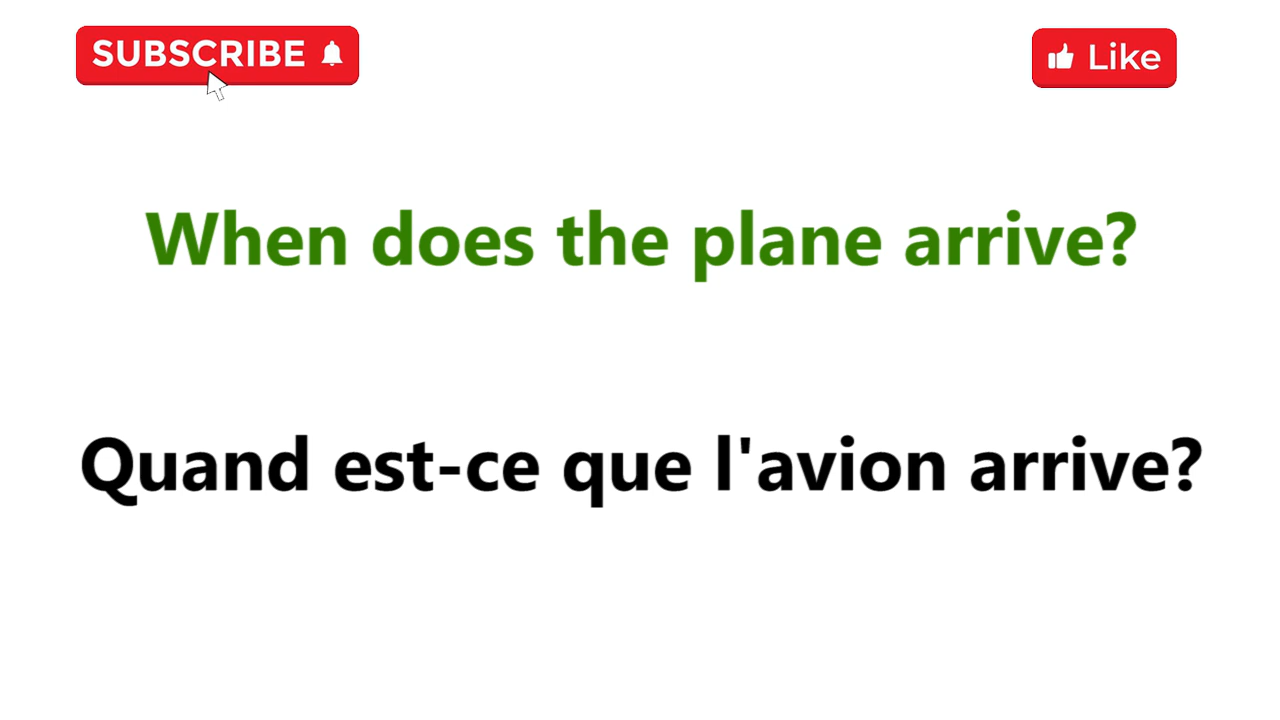 SUBSCRIBE
Like
When does the plane arrive?
Quand est-ce que l'avion arrive?